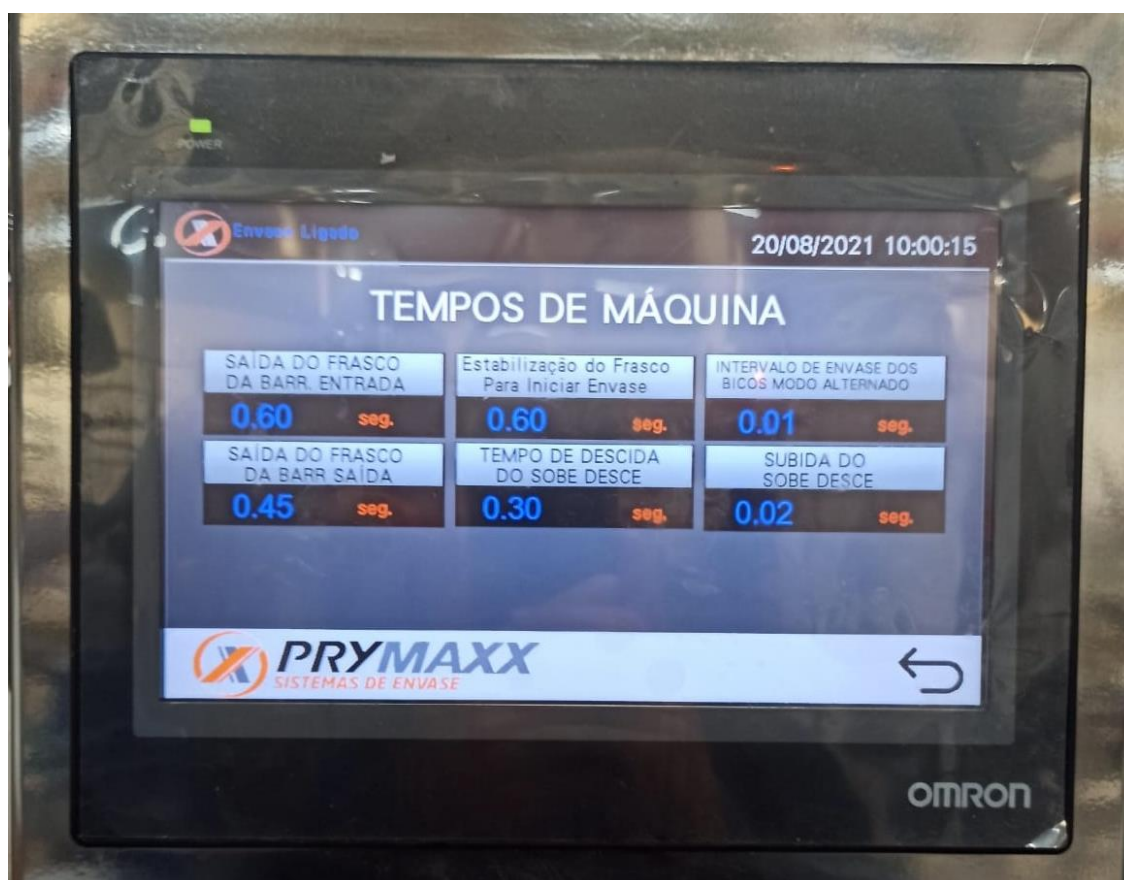 POWER
Envase Ligado
20/08/2021 10:00:15
TEMPOS DE MÁQUINA
SAÍDA DO FRASCO
DA BARR. ENTRADA
0.60 seg.
Estabilização do Frasco
Para Iniciar Envase
0.60 seg.
INTERVALO DE ENVASE DOS
BICOS MODO ALTERNADO
0.01 seg.
SAÍDA DO FRASCO
DA BARR SAÍDA
0.45 seg.
TEMPO DE DESCIDA
DO SOBE DESCE
0.30 seg.
SUBIDA DO
SOBE DESCE
0.02 seg.
PRYMAXX
SISTEMAS DE ENVASE
OMRON